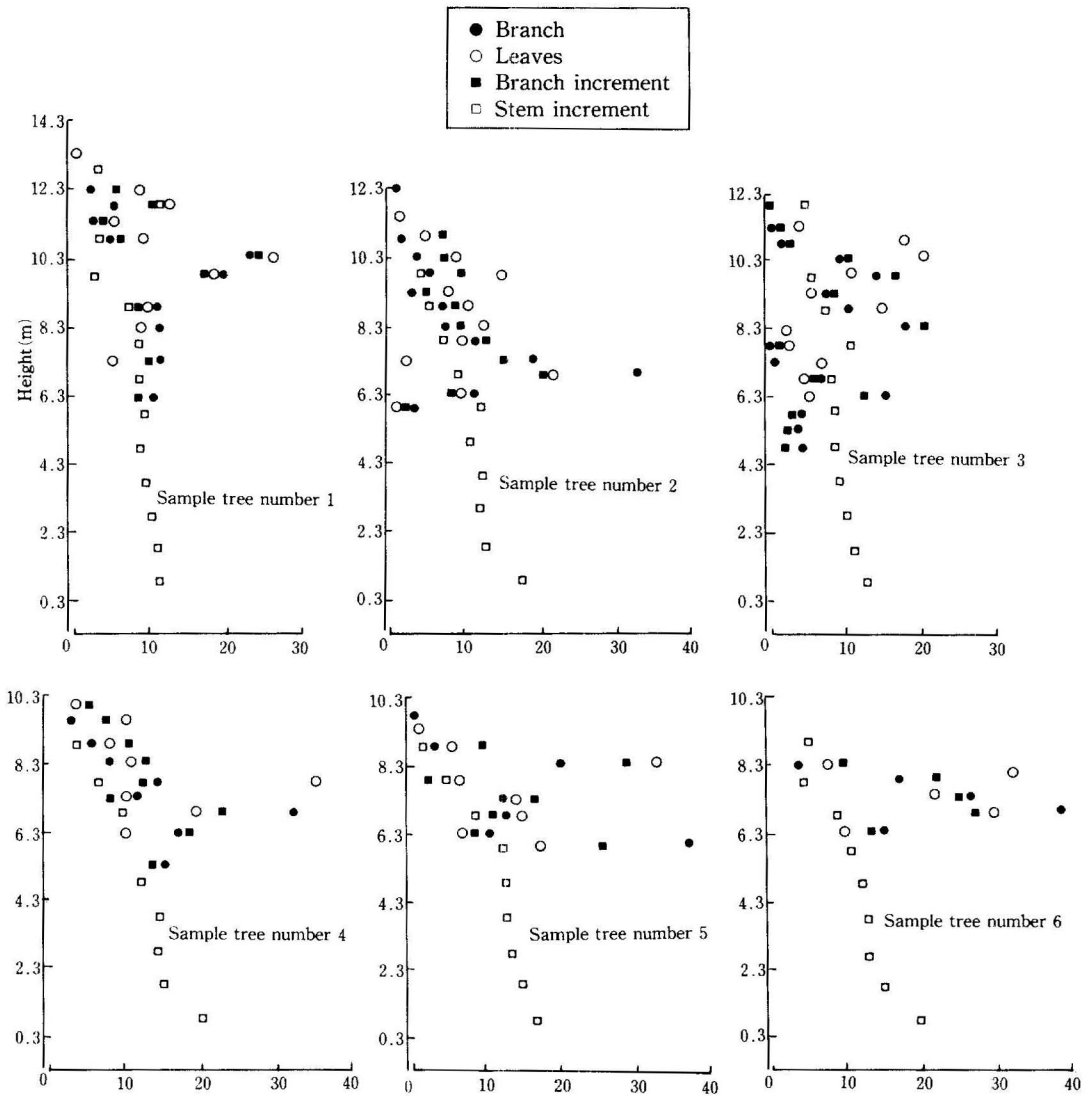 Branch
Leaves
Branch increment
Stem increment
Height (m)
14.3
12.3
10.3
8.3
6.3
4.3
2.3
0.3
0 10 20 30
Sample tree number 1
12.3
10.3
8.3
6.3
4.3
2.3
0.3
0 10 20 30 40
Sample tree number 2
12.3
10.3
8.3
6.3
4.3
2.3
0.3
0 10 20 30
Sample tree number 3
10.3
8.3
6.3
4.3
2.3
0.3
0 10 20 30 40
Sample tree number 4
10.3
8.3
6.3
4.3
2.3
0.3
0 10 20 30 40
Sample tree number 5
10.3
8.3
6.3
4.3
2.3
0.3
0 10 20 30 40
Sample tree number 6